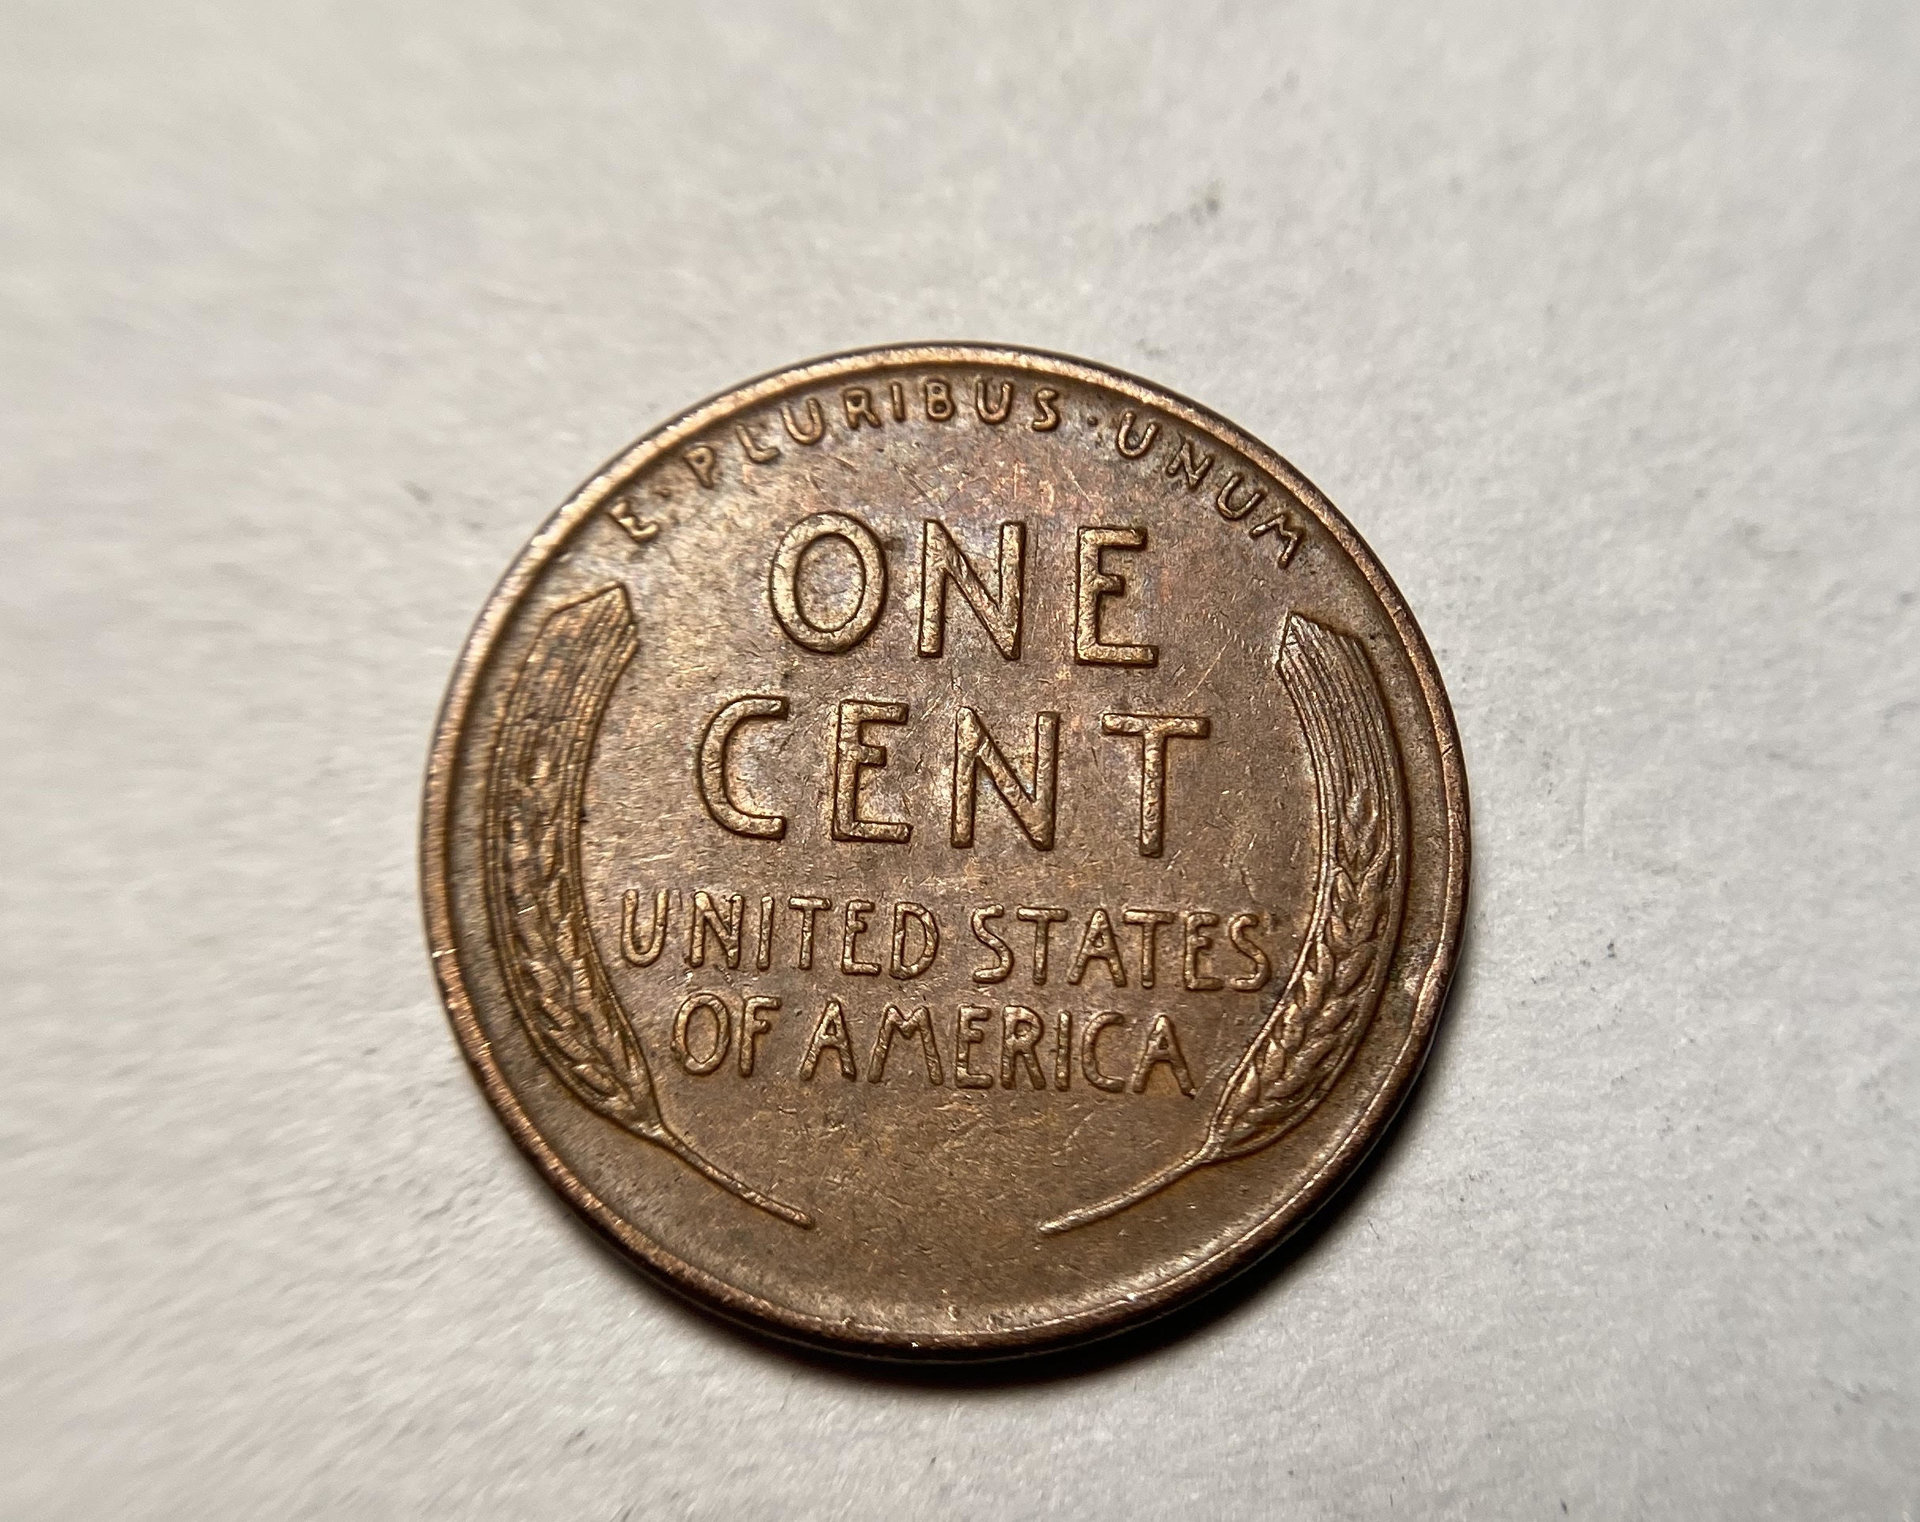 E · PLURIBUS · UNUM
ONE
CENT
UNITED STATES
OF AMERICA